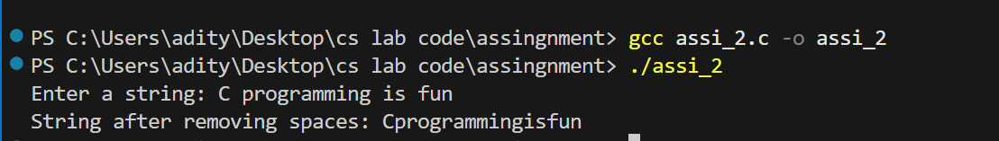 PS C:\Users\adity\Desktop\cs lab code\assingnment> gcc assi_2.c -o assi_2
PS C:\Users\adity\Desktop\cs lab code\assingnment> ./assi_2
Enter a string: C programming is fun
String after removing spaces: Cprogrammingisfun